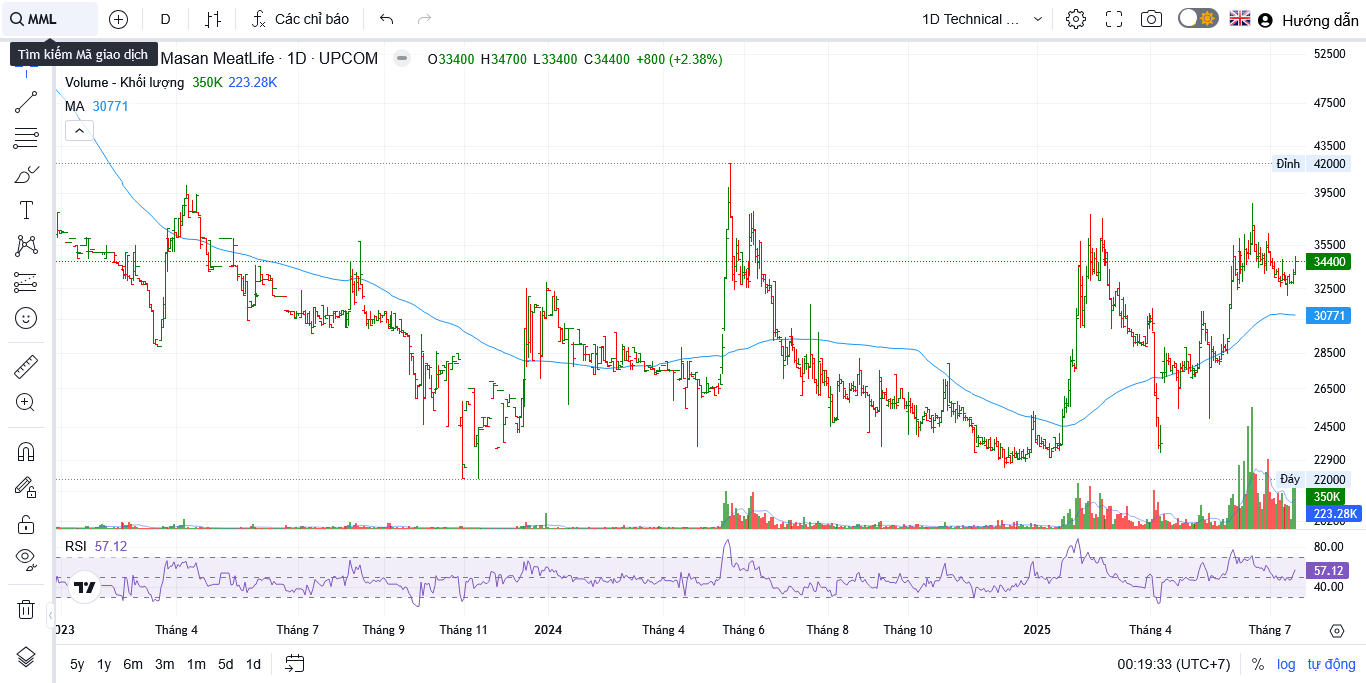 MML D Các chỉ báo 1D Technical ... Hướng dẫn
Tìm kiếm Mã giao dịch
Masan MeatLife · 1D · UPCOM O33400 H34700 L33400 C34400 +800 (+2.38%)
Volume - Khối lượng 350K 223.28K
MA 30771
52500
47500
43500
Đỉnh 42000
39500
35500
34400
32500
30771
28500
26500
24500
22900
Đáy 22000
350K
223.28K
RSI 57.12
80.00
57.12
40.00
023 Tháng 4 Tháng 7 Tháng 9 Tháng 11 2024 Tháng 4 Tháng 6 Tháng 8 Tháng 10 2025 Tháng 4 Tháng 7
5y 1y 6m 3m 1m 5d 1d 00:19:33 (UTC+7) % log tự động